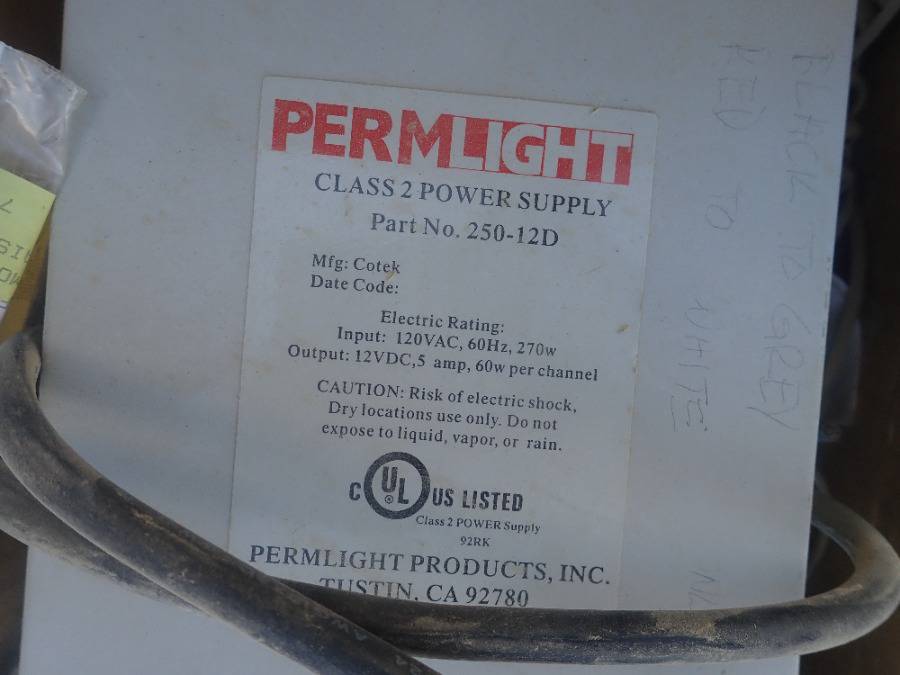 PERMLIGHT
CLASS 2 POWER SUPPLY
Part No. 250-12D
Mfg: Cotek
Date Code:
Electric Rating:
Input: 120VAC, 60Hz, 270w
Output: 12VDC,5 amp, 60w per channel
CAUTION: Risk of electric shock,
Dry locations use only. Do not
expose to liquid, vapor, or rain.
C UL US LISTED
Class 2 POWER Supply
92RK
PERMLIGHT PRODUCTS, INC.
TUSTIN, CA 92780
BLACK TO GREY
RED TO WHITE
7
AW